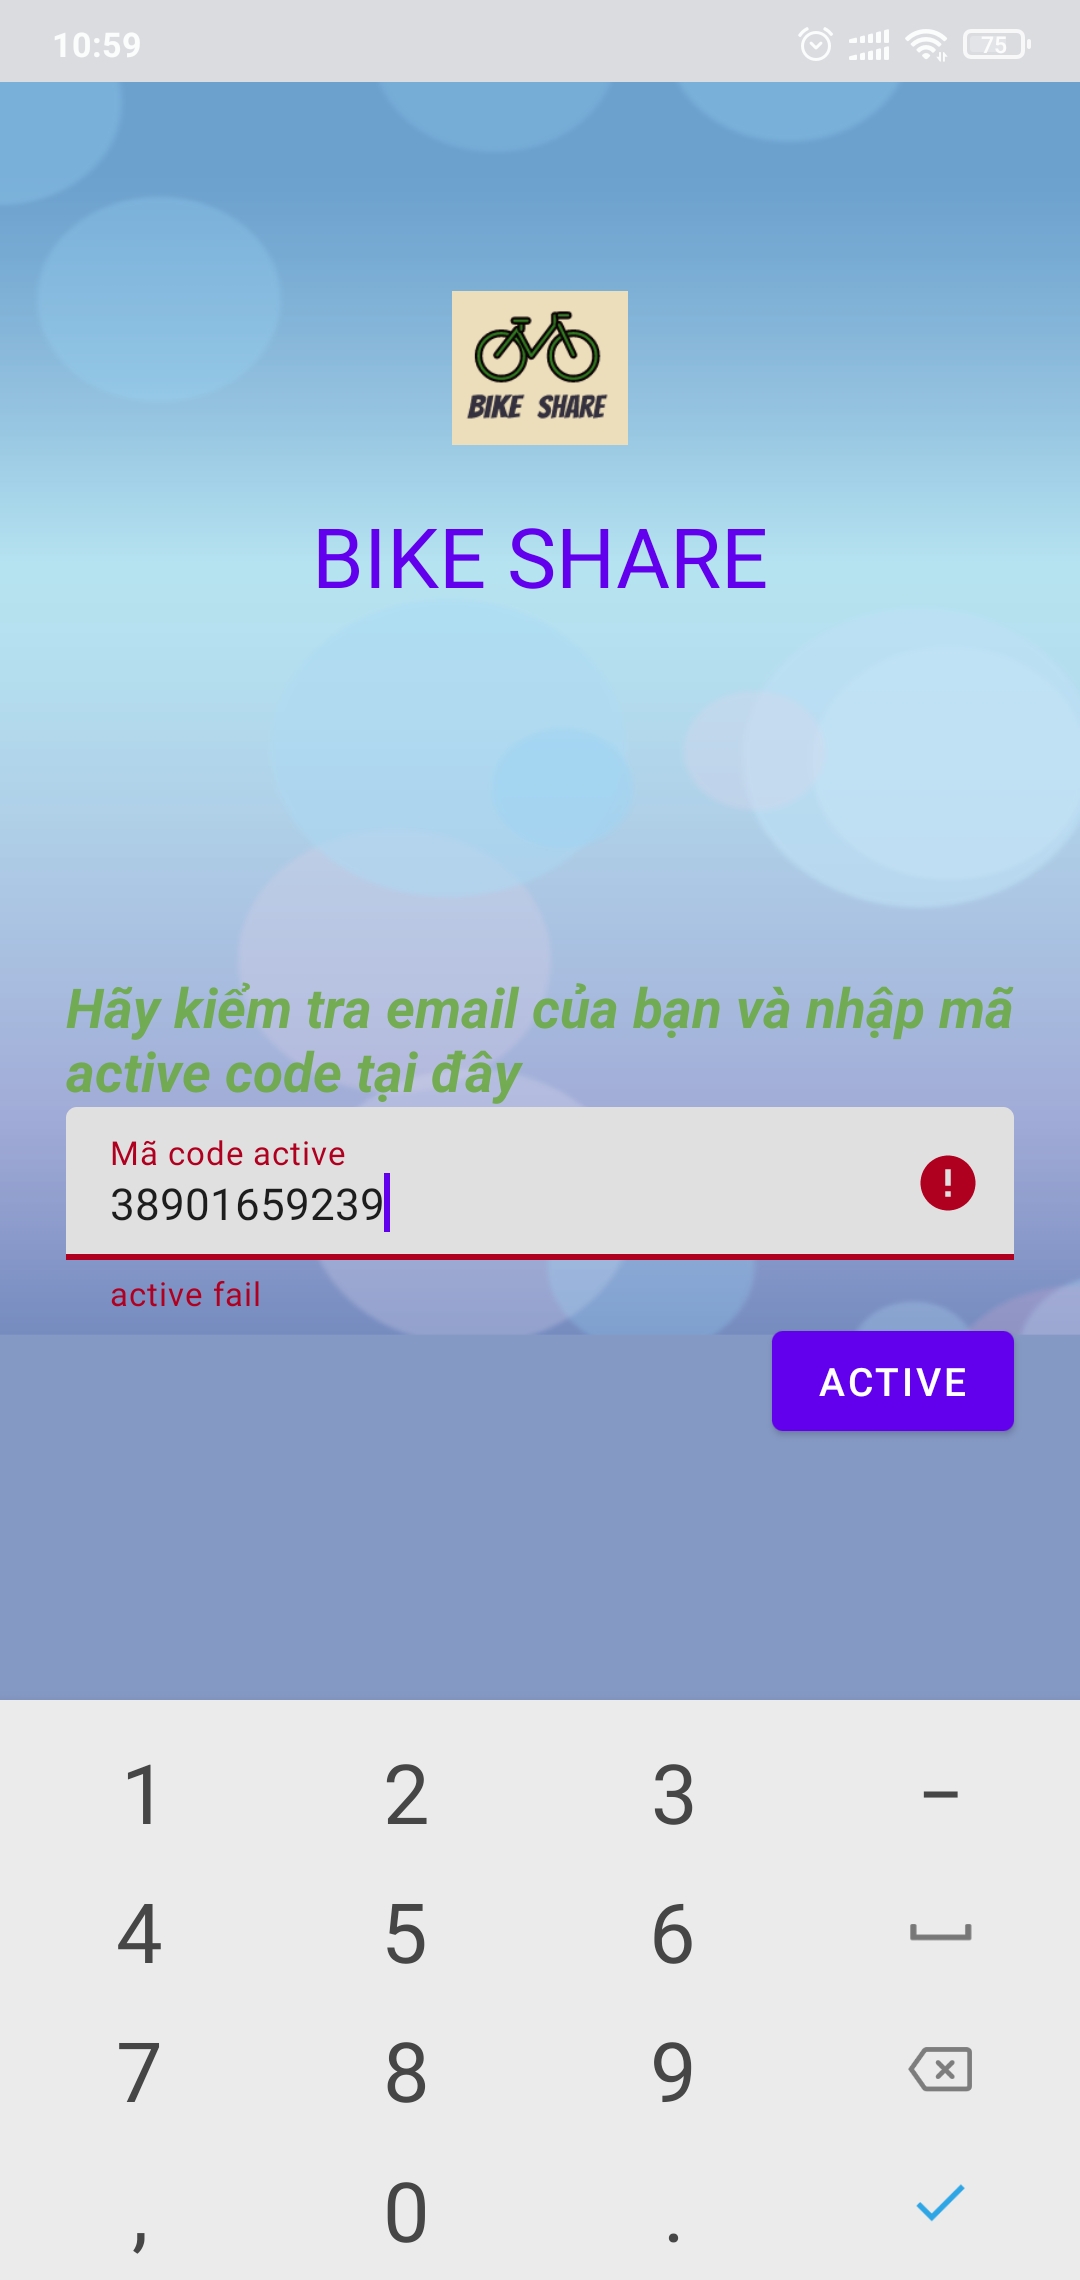 10:59
75
BIKE SHARE
BIKE SHARE
Hãy kiểm tra email của bạn và nhập mã
active code tại đây
Mã code active
38901659239
active fail
ACTIVE
1 2 3 –
4 5 6
7 8 9
, 0 .